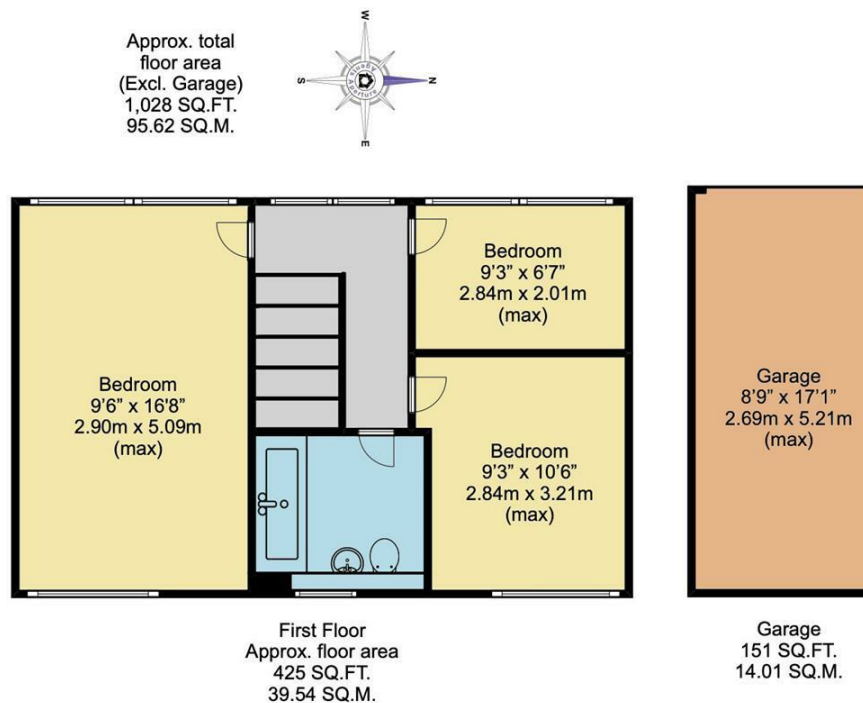 Approx. total
floor area
(Excl. Garage)
1,028 SQ.FT.
95.62 SQ.M.
W
S
N
E
Agents Aperture
Bedroom
9'6” x 16'8”
2.90m x 5.09m
(max)
Bedroom
9'3” x 6'7”
2.84m x 2.01m
(max)
Bedroom
9'3” x 10'6”
2.84m x 3.21m
(max)
Garage
8'9” x 17'1”
2.69m x 5.21m
(max)
First Floor
Approx. floor area
425 SQ.FT.
39.54 SQ.M.
Garage
151 SQ.FT.
14.01 SQ.M.